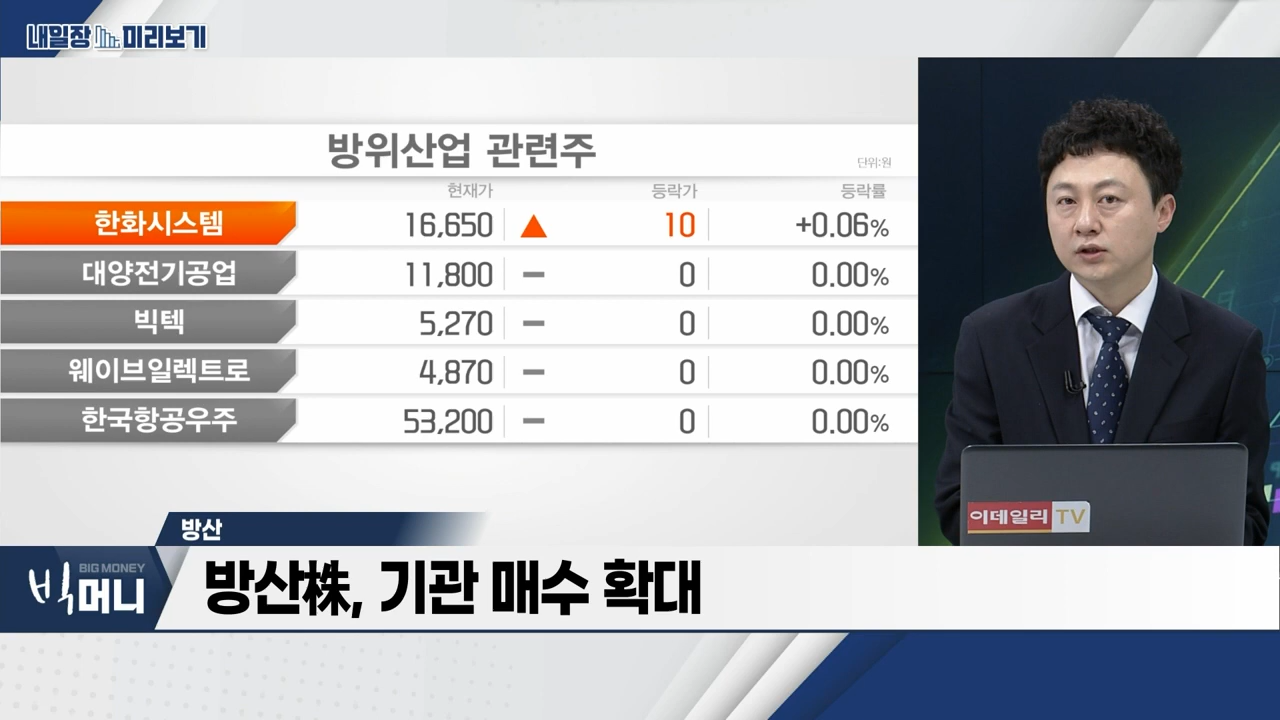 내일장 미리보기
방위산업 관련주
단위:원
현재가 등락가 등락률
한화시스템 16,650 ▲ 10 +0.06%
대양전기공업 11,800 - 0 0.00%
빅텍 5,270 - 0 0.00%
웨이브일렉트로 4,870 - 0 0.00%
한국항공우주 53,200 - 0 0.00%
이데일리TV
방산
BIG MONEY
빅머니
방산株, 기관 매수 확대